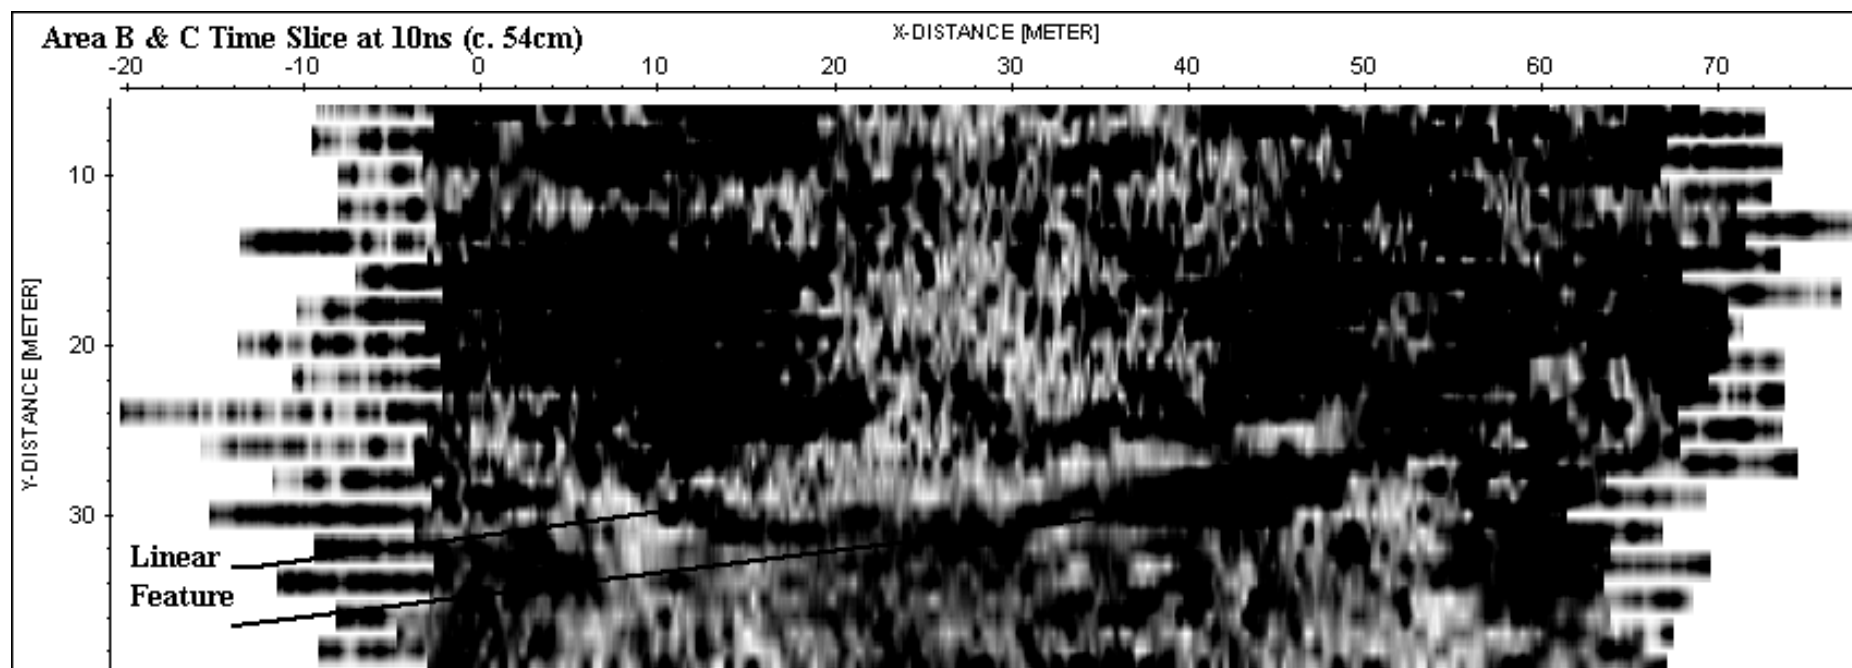 Area B & C Time Slice at 10ns (c. 54cm)
X-DISTANCE [METER]
-20 -10 0 10 20 30 40 50 60 70
Y-DISTANCE [METER]
10
20
30
Linear
Feature